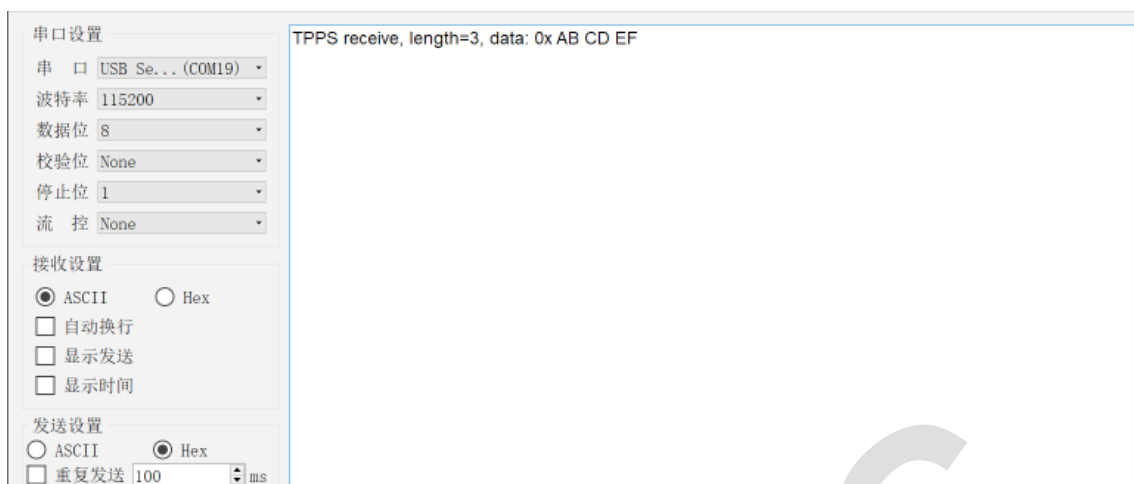 串口设置
串 口 USB Se...(COM19)
波特率 115200
数据位 8
校验位 None
停止位 1
流 控 None
接收设置
ASCII Hex
自动换行
显示发送
显示时间
发送设置
ASCII Hex
重复发送 100 ms
TPPS receive, length=3, data: 0x AB CD EF